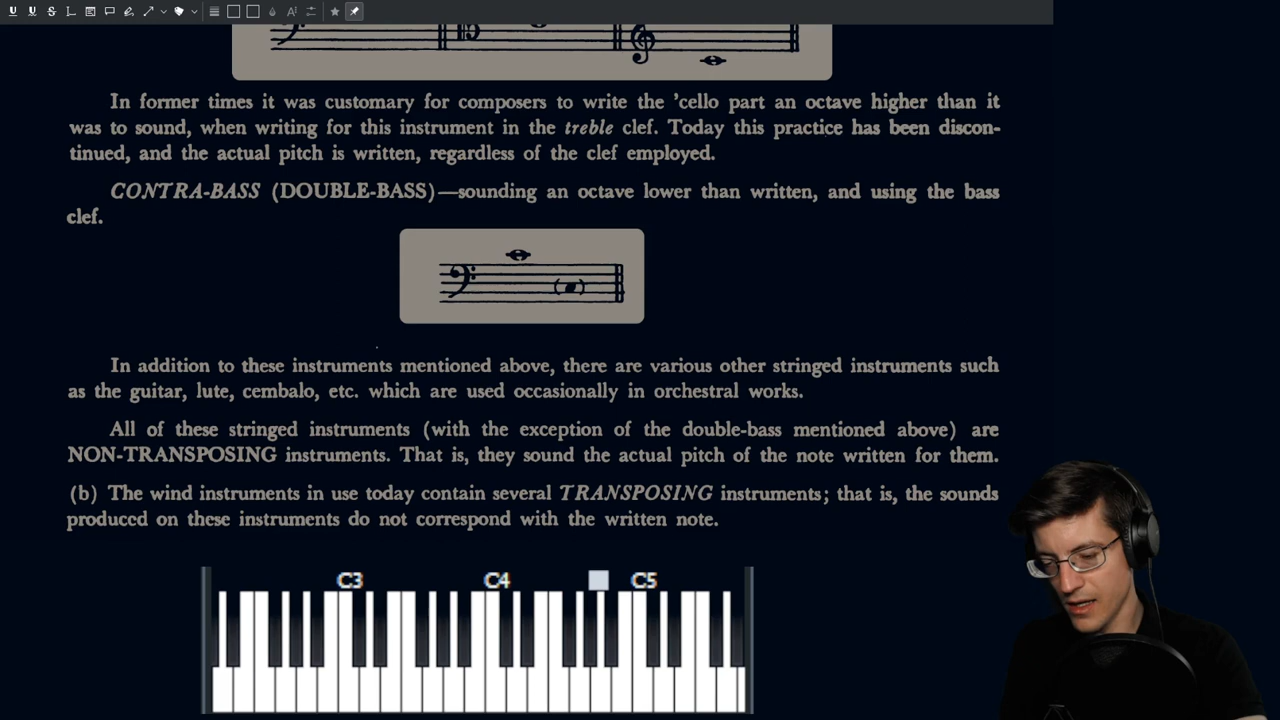 In former times it was customary for composers to write the 'cello part an octave higher than it
was to sound, when writing for this instrument in the treble clef. Today this practice has been discon-
tinued, and the actual pitch is written, regardless of the clef employed.
CONTRA-BASS (DOUBLE-BASS)—sounding an octave lower than written, and using the bass
clef.
In addition to these instruments mentioned above, there are various other stringed instruments such
as the guitar, lute, cembalo, etc. which are used occasionally in orchestral works.
All of these stringed instruments (with the exception of the double-bass mentioned above) are
NON-TRANSPOSING instruments. That is, they sound the actual pitch of the note written for them.
(b) The wind instruments in use today contain several TRANSPOSING instruments; that is, the sounds
produced on these instruments do not correspond with the written note.
C3 C4 C5